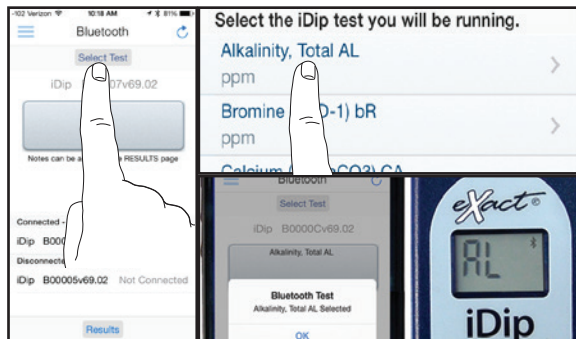 -102 Verizon 10:18 AM 81%
Bluetooth
Select Test
iDip 07v69.02
Notes can be a RESULTS page
Connected -
iDip B000
Disconnecte
iDip B00005v69.02 Not Connected
Results
Select the iDip test you will be running.
Alkalinity, Total AL
ppm
Bromine ( D-1) bR
ppm
Calcium ( CO3) CA
Bluetooth
Select Test
iDip B0000Cv69.02
Alkalinity, Total AL
Bluetooth Test
Alkalinity, Total AL Selected
OK
eXact®
AL
iDip